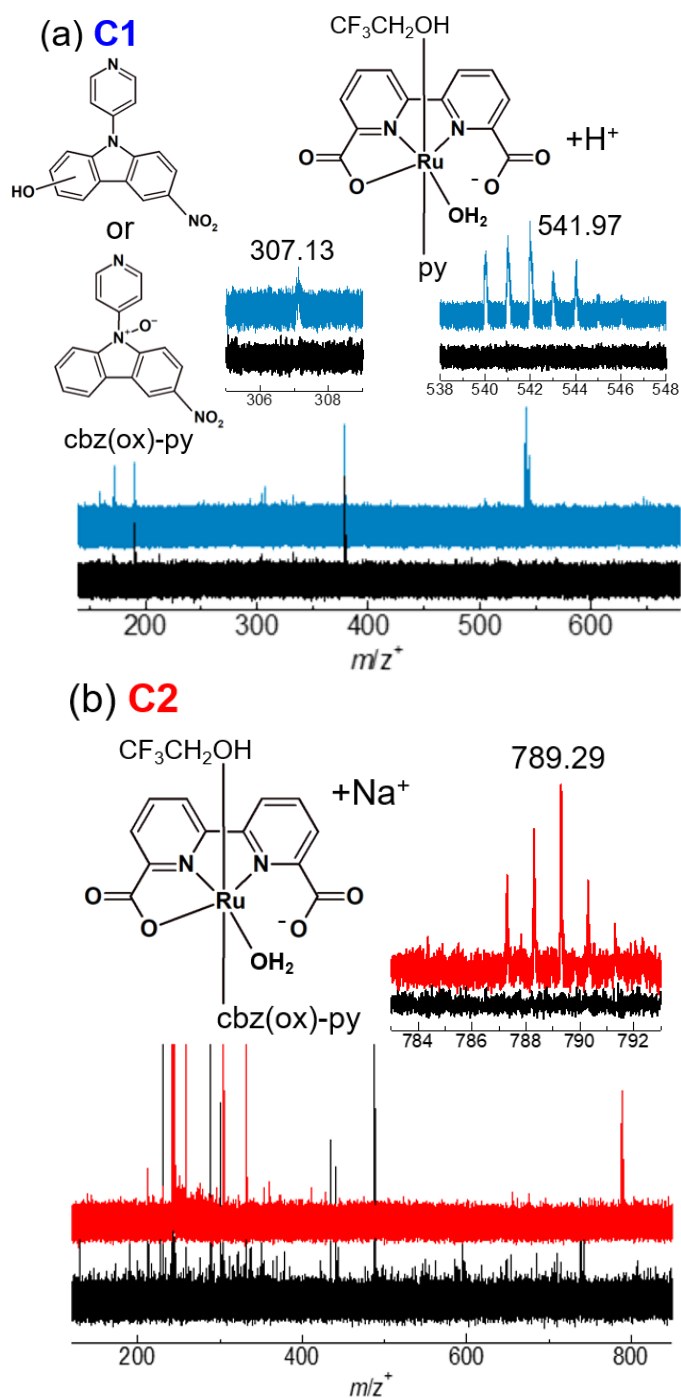 (a) C1
CF₃CH₂OH
N
N
HO
NO₂
or
N
N⁺-O⁻
NO₂
cbz(ox)-py
N N
O O
Ru
O ⁻O
OH₂
py
+H⁺
307.13
306 308
541.97
538 540 542 544 546 548
200 300 400 500 600
m/z⁺
(b) C2
CF₃CH₂OH
+Na⁺
N N
O O
Ru
O ⁻O
OH₂
cbz(ox)-py
789.29
784 786 788 790 792
200 400 600 800
m/z⁺